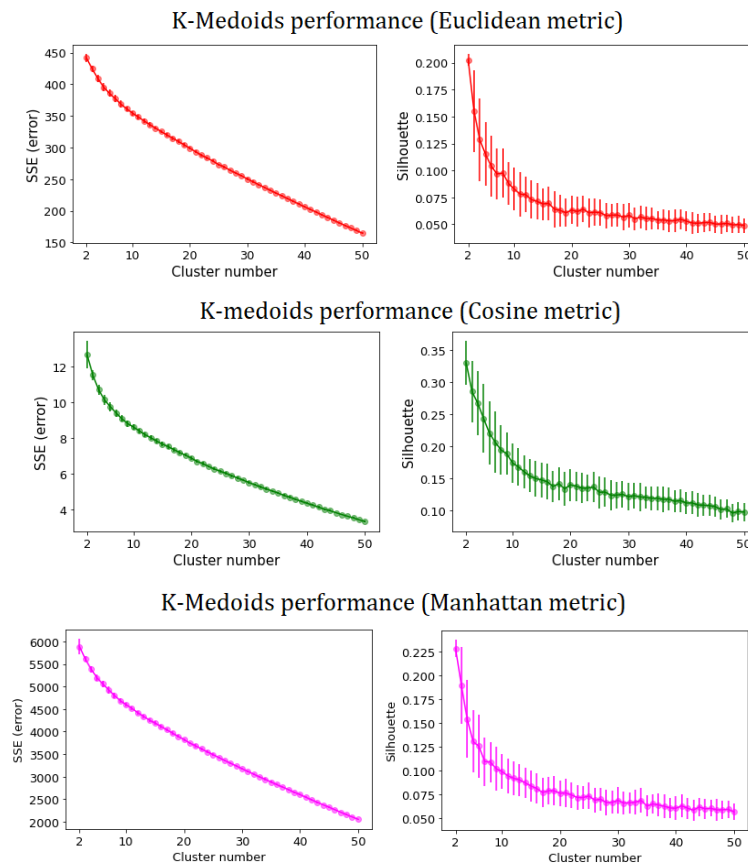 K-Medoids performance (Euclidean metric)
450
400
350
300
250
200
150
SSE (error)
2 10 20 30 40 50
Cluster number
0.200
0.175
0.150
0.125
0.100
0.075
0.050
Silhouette
2 10 20 30 40 50
Cluster number
K-medoids performance (Cosine metric)
12
10
8
6
4
SSE (error)
2 10 20 30 40 50
Cluster number
0.35
0.30
0.25
0.20
0.15
0.10
Silhouette
2 10 20 30 40 50
Cluster number
K-Medoids performance (Manhattan metric)
6000
5500
5000
4500
4000
3500
3000
2500
2000
SSE (error)
2 10 20 30 40 50
Cluster number
0.225
0.200
0.175
0.150
0.125
0.100
0.075
0.050
Silhouette
2 10 20 30 40 50
Cluster number